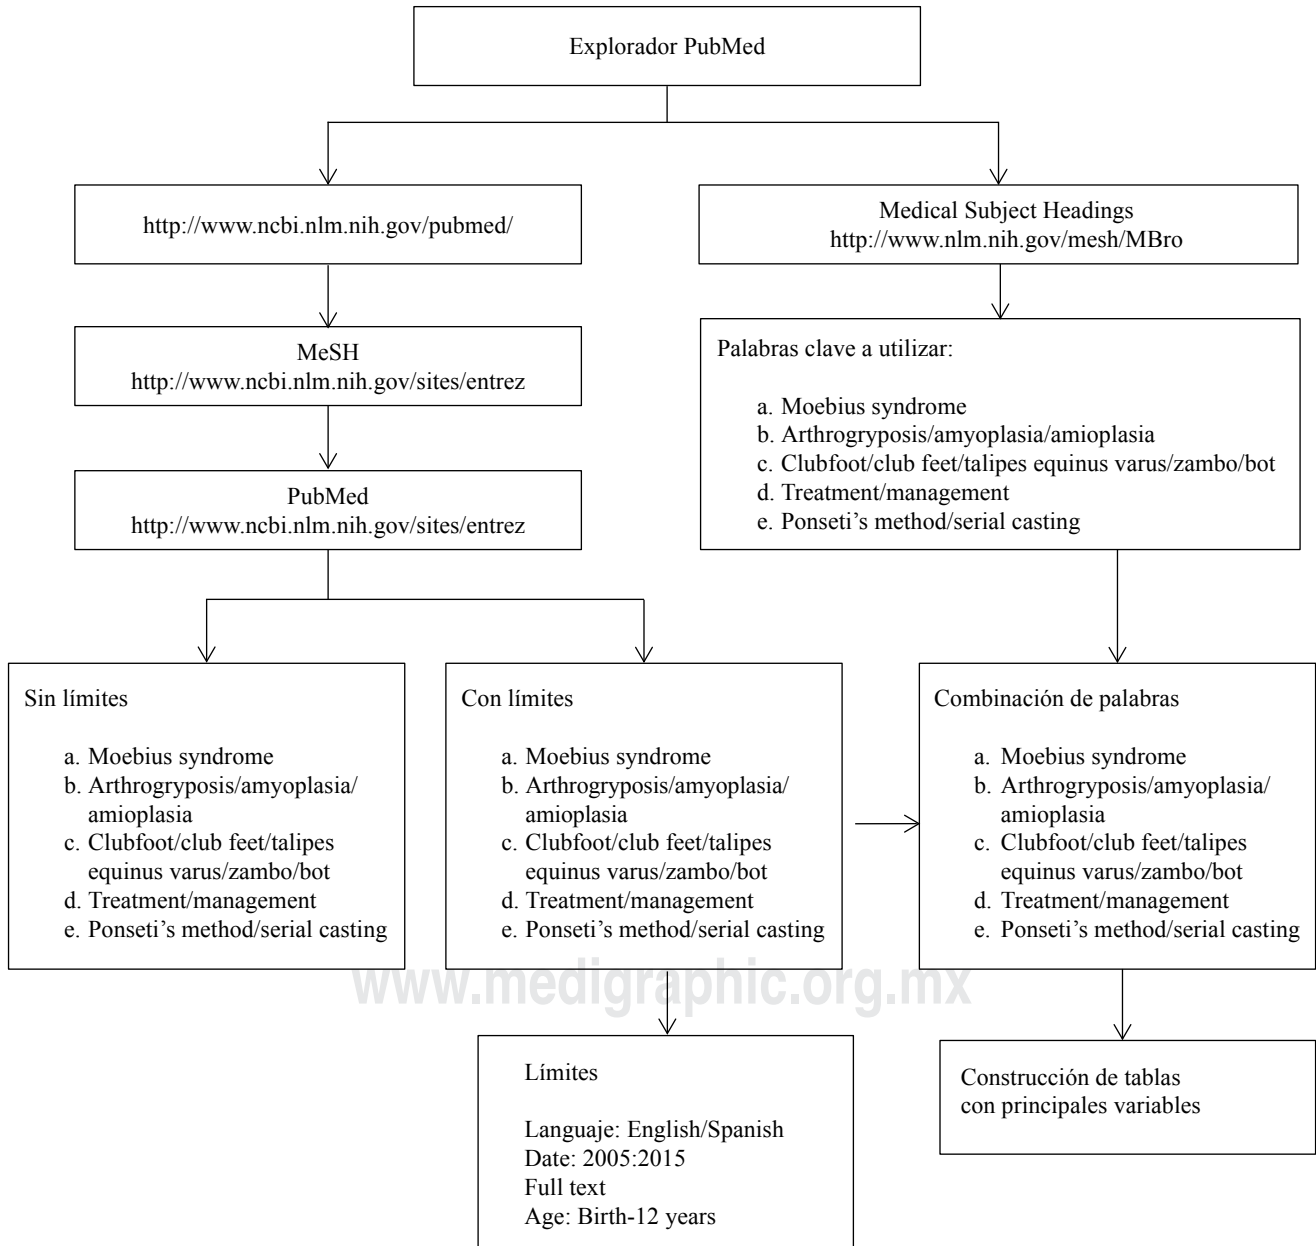 Explorador PubMed
http://www.ncbi.nlm.nih.gov/pubmed/
Medical Subject Headings
http://www.nlm.nih.gov/mesh/MBro
MeSH
http://www.ncbi.nlm.nih.gov/sites/entrez
Palabras clave a utilizar:
a. Moebius syndrome
b. Arthrogryposis/amyoplasia/amioplasia
c. Clubfoot/club feet/talipes equinus varus/zambo/bot
d. Treatment/management
e. Ponseti's method/serial casting
PubMed
http://www.ncbi.nlm.nih.gov/sites/entrez
Sin límites
a. Moebius syndrome
b. Arthrogryposis/amyoplasia/
amioplasia
c. Clubfoot/club feet/talipes
equinus varus/zambo/bot
d. Treatment/management
e. Ponseti's method/serial casting
Con límites
a. Moebius syndrome
b. Arthrogryposis/amyoplasia/
amioplasia
c. Clubfoot/club feet/talipes
equinus varus/zambo/bot
d. Treatment/management
e. Ponseti's method/serial casting
Combinación de palabras
a. Moebius syndrome
b. Arthrogryposis/amyoplasia/
amioplasia
c. Clubfoot/club feet/talipes
equinus varus/zambo/bot
d. Treatment/management
e. Ponseti's method/serial casting
www.medigraphic.org.mx
Límites
Languaje: English/Spanish
Date: 2005:2015
Full text
Age: Birth-12 years
Construcción de tablas
con principales variables